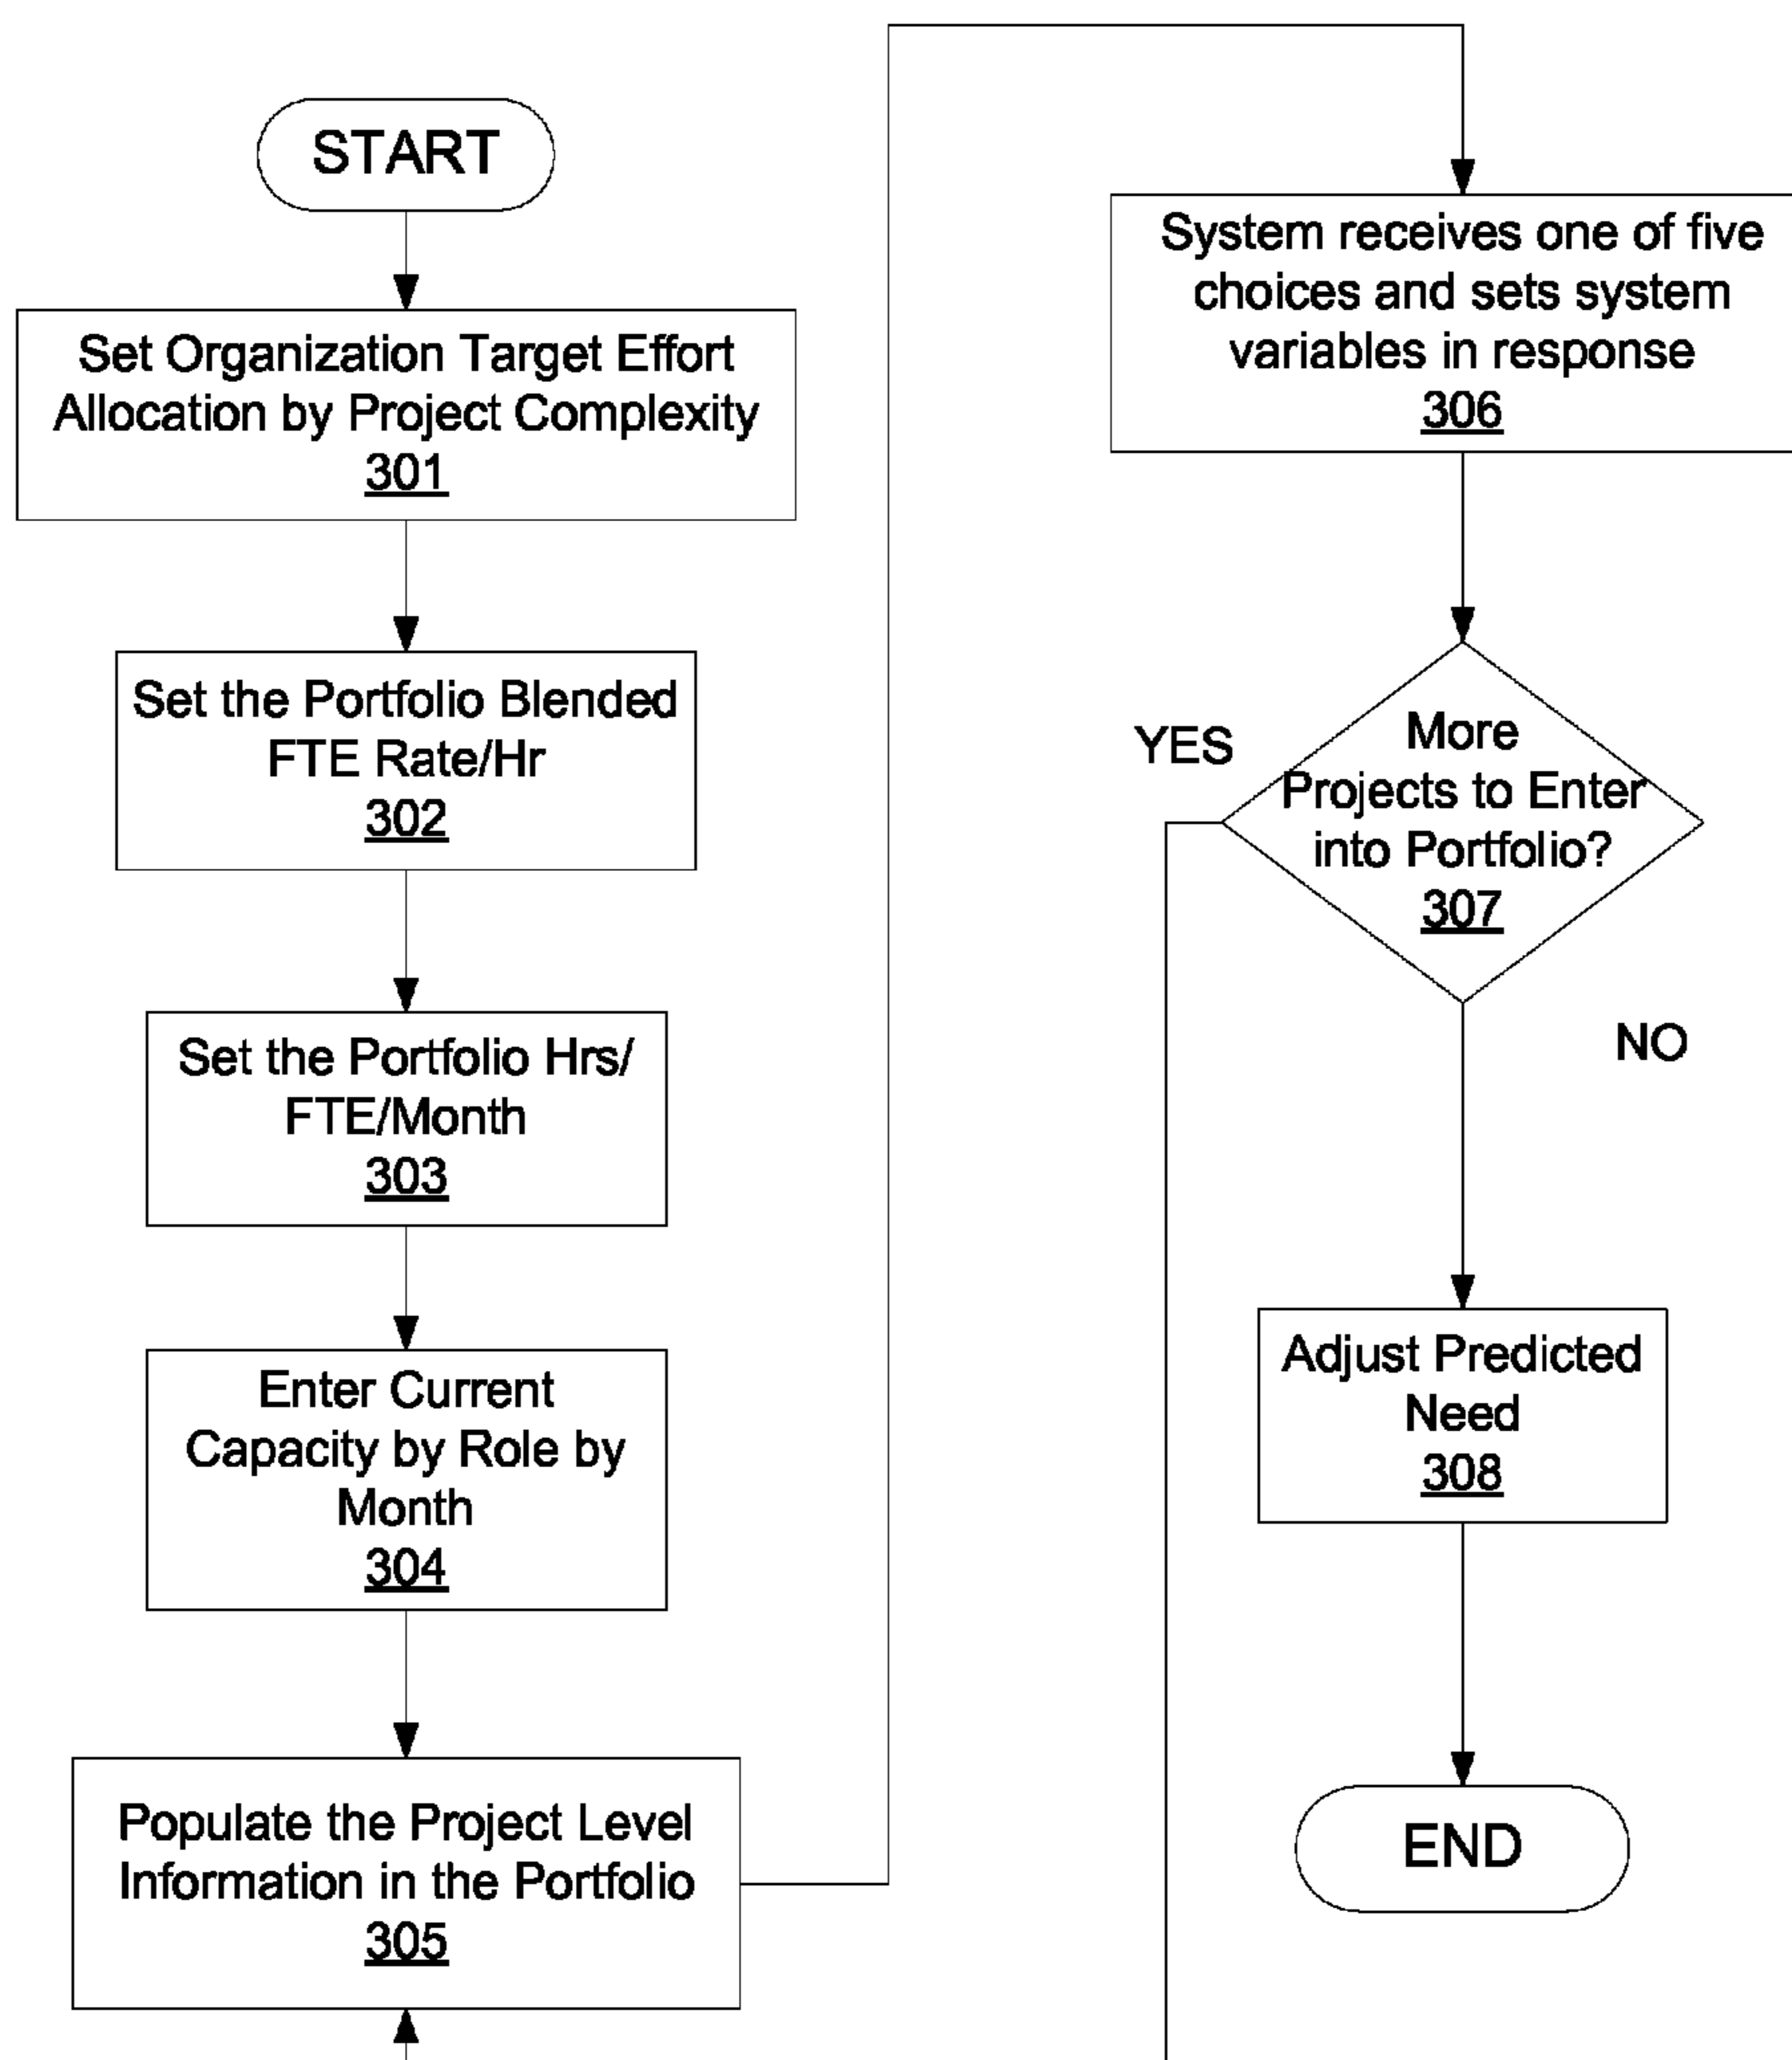 START
Set Organization Target Effort
Allocation by Project Complexity
301
Set the Portfolio Blended
FTE Rate/Hr
302
Set the Portfolio Hrs/
FTE/Month
303
Enter Current
Capacity by Role by
Month
304
Populate the Project Level
Information in the Portfolio
305
System receives one of five
choices and sets system
variables in response
306
YES
More
Projects to Enter
into Portfolio?
307
NO
Adjust Predicted
Need
308
END